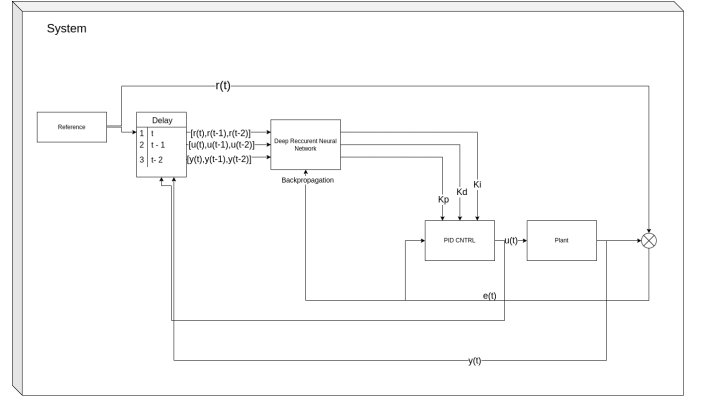 System
r(t)
Reference
Delay
1 t
2 t - 1
3 t- 2
[r(t),r(t-1),r(t-2)]
[u(t),u(t-1),u(t-2)]
[y(t),y(t-1),y(t-2)]
Deep Reccurent Neural
Network
Backpropagation
Kp
Kd
Ki
PID CNTRL
u(t)
Plant
e(t)
y(t)